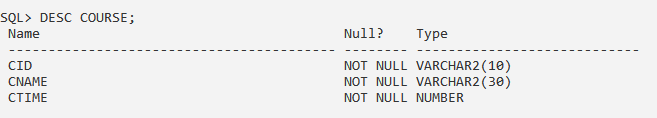 SQL> DESC COURSE;
Name Null? Type
----------------------------------------- -------- ----------------------------
CID NOT NULL VARCHAR2(10)
CNAME NOT NULL VARCHAR2(30)
CTIME NOT NULL NUMBER